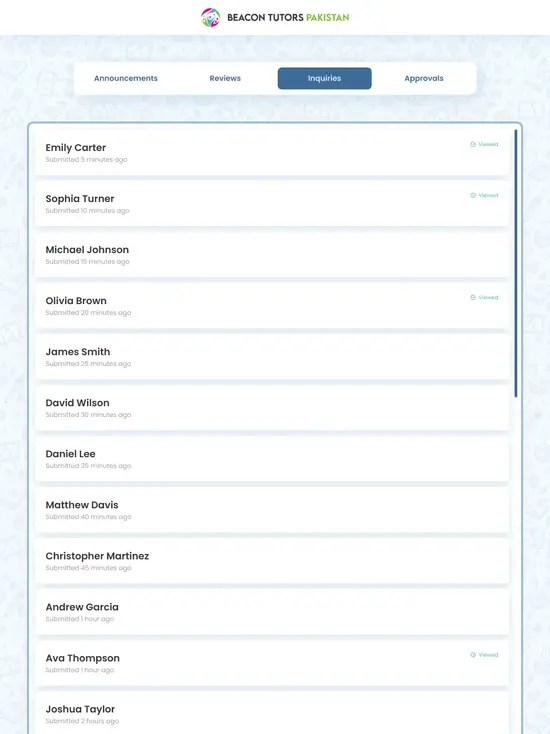 BEACON TUTORS PAKISTAN
Announcements Reviews Inquiries Approvals
Emily Carter
Viewed
Submitted 5 minutes ago
Sophia Turner
Viewed
Submitted 10 minutes ago
Michael Johnson
Submitted 15 minutes ago
Olivia Brown
Viewed
Submitted 20 minutes ago
James Smith
Submitted 25 minutes ago
David Wilson
Submitted 30 minutes ago
Daniel Lee
Submitted 35 minutes ago
Matthew Davis
Submitted 40 minutes ago
Christopher Martinez
Submitted 45 minutes ago
Andrew Garcia
Submitted 1 hour ago
Ava Thompson
Viewed
Submitted 1 hour ago
Joshua Taylor
Submitted 2 hours ago